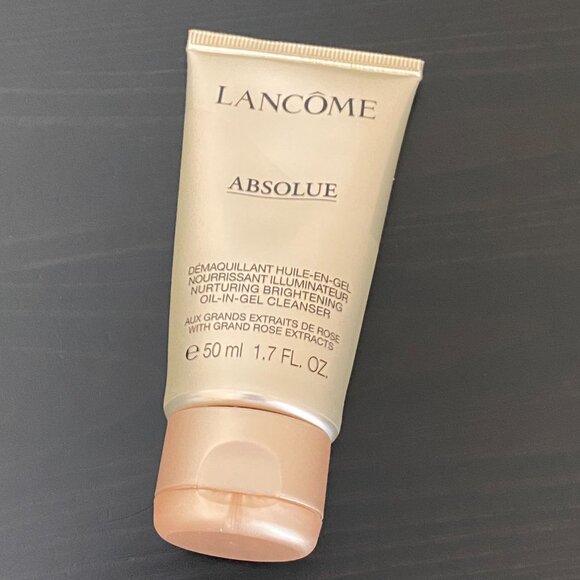 LANCÔME
ABSOLUE
DÉMAQUILLANT HUILE-EN-GEL
NOURRISSANT ILLUMINATEUR
NURTURING BRIGHTENING
OIL-IN-GEL CLEANSER
AUX GRANDS EXTRAITS DE ROSE
WITH GRAND ROSE EXTRACTS
e 50 ml 1.7 FL. OZ.